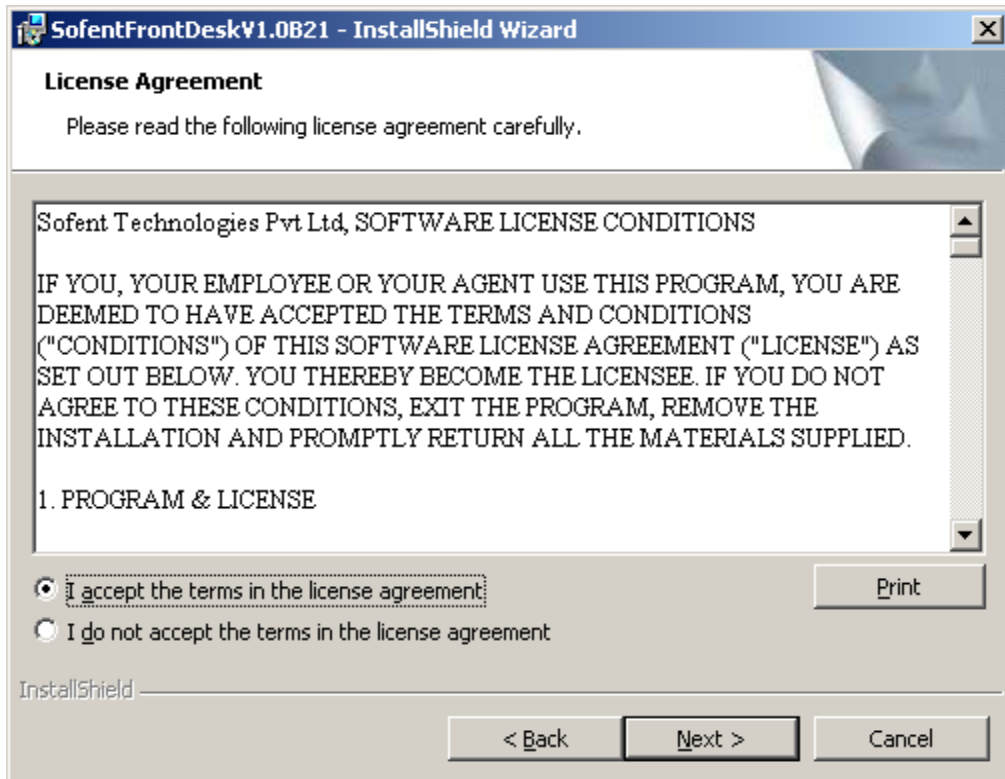 SofentFrontDeskV1.0B21 - InstallShield Wizard
License Agreement
Please read the following license agreement carefully.
Sofent Technologies Pvt Ltd, SOFTWARE LICENSE CONDITIONS
IF YOU, YOUR EMPLOYEE OR YOUR AGENT USE THIS PROGRAM, YOU ARE
DEEMED TO HAVE ACCEPTED THE TERMS AND CONDITIONS
("CONDITIONS") OF THIS SOFTWARE LICENSE AGREEMENT ("LICENSE") AS
SET OUT BELOW. YOU THEREBY BECOME THE LICENSEE. IF YOU DO NOT
AGREE TO THESE CONDITIONS, EXIT THE PROGRAM, REMOVE THE
INSTALLATION AND PROMPTLY RETURN ALL THE MATERIALS SUPPLIED.
1. PROGRAM & LICENSE
I accept the terms in the license agreement
Print
I do not accept the terms in the license agreement
InstallShield
< Back Next > Cancel